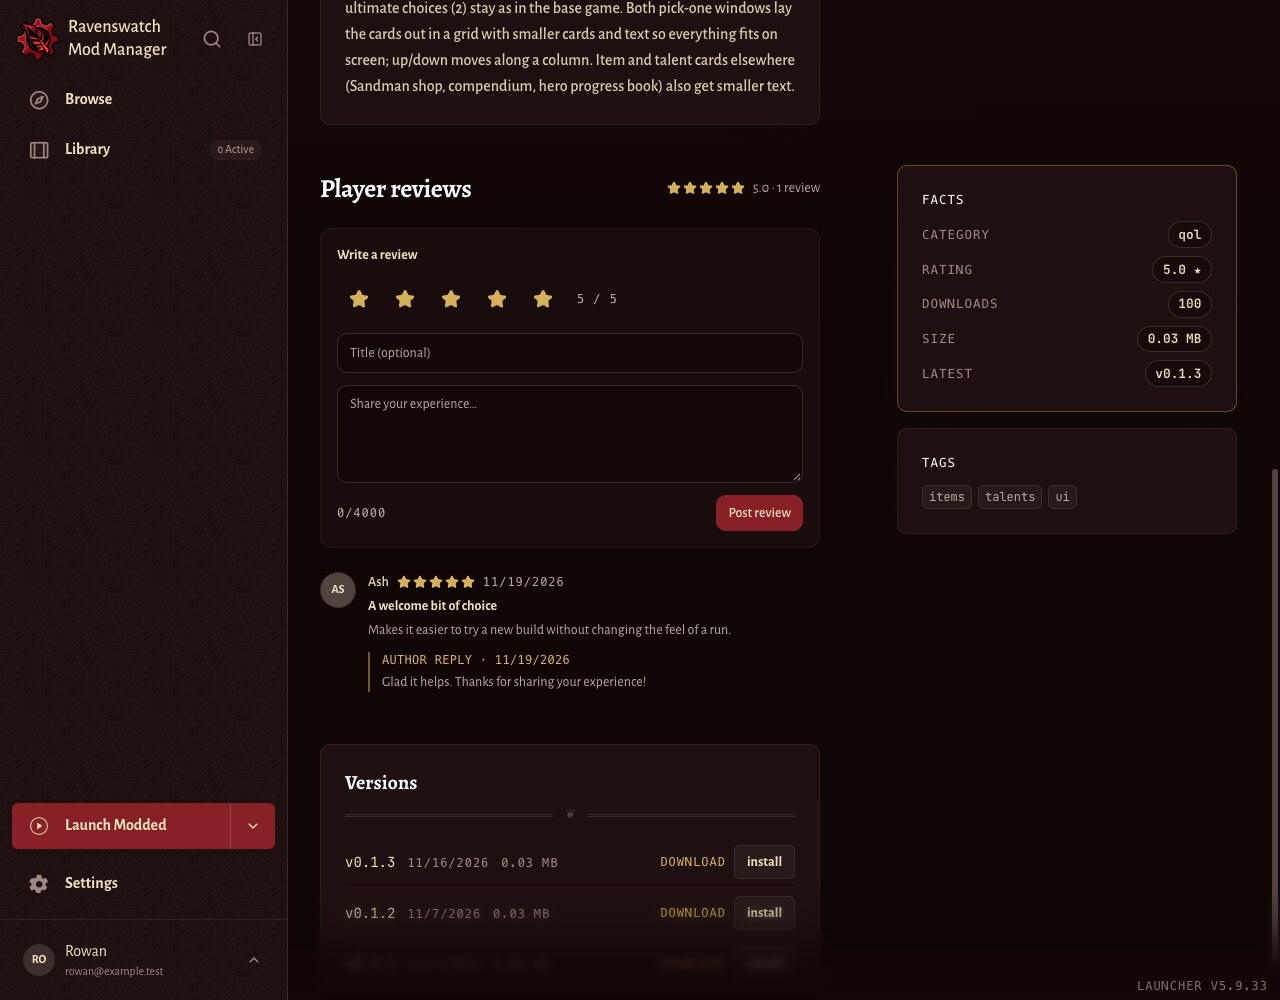 Ravenswatch
Mod Manager
Browse
Library
0 Active
Launch Modded
Settings
RO
Rowan
rowan@example.test
ultimate choices (2) stay as in the base game. Both pick-one windows lay
the cards out in a grid with smaller cards and text so everything fits on
screen; up/down moves along a column. Item and talent cards elsewhere
(Sandman shop, compendium, hero progress book) also get smaller text.
Player reviews
5.0 · 1 review
Write a review
5 / 5
Title (optional)
Share your experience…
0/4000
Post review
AS
Ash
11/19/2026
A welcome bit of choice
Makes it easier to try a new build without changing the feel of a run.
AUTHOR REPLY · 11/19/2026
Glad it helps. Thanks for sharing your experience!
Versions
v0.1.3 11/16/2026 0.03 MB DOWNLOAD install
v0.1.2 11/7/2026 0.03 MB DOWNLOAD install
FACTS
CATEGORY qol
RATING 5.0 ★
DOWNLOADS 100
SIZE 0.03 MB
LATEST v0.1.3
TAGS
items talents ui
LAUNCHER V5.9.33